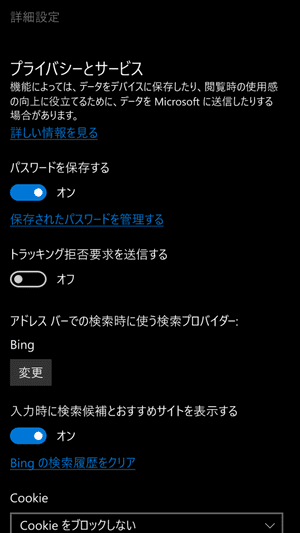 詳細設定
プライバシーとサービス
機能によっては、データをデバイスに保存したり、閲覧時の使用感
の向上に役立てるために、データを Microsoft に送信したりする
場合があります。
詳しい情報を見る
パスワードを保存する
オン
保存されたパスワードを管理する
トラッキング拒否要求を送信する
オフ
アドレス バーでの検索時に使う検索プロバイダー:
Bing
変更
入力時に検索候補とおすすめサイトを表示する
オン
Bing の検索履歴をクリア
Cookie
Cookie をブロックしない